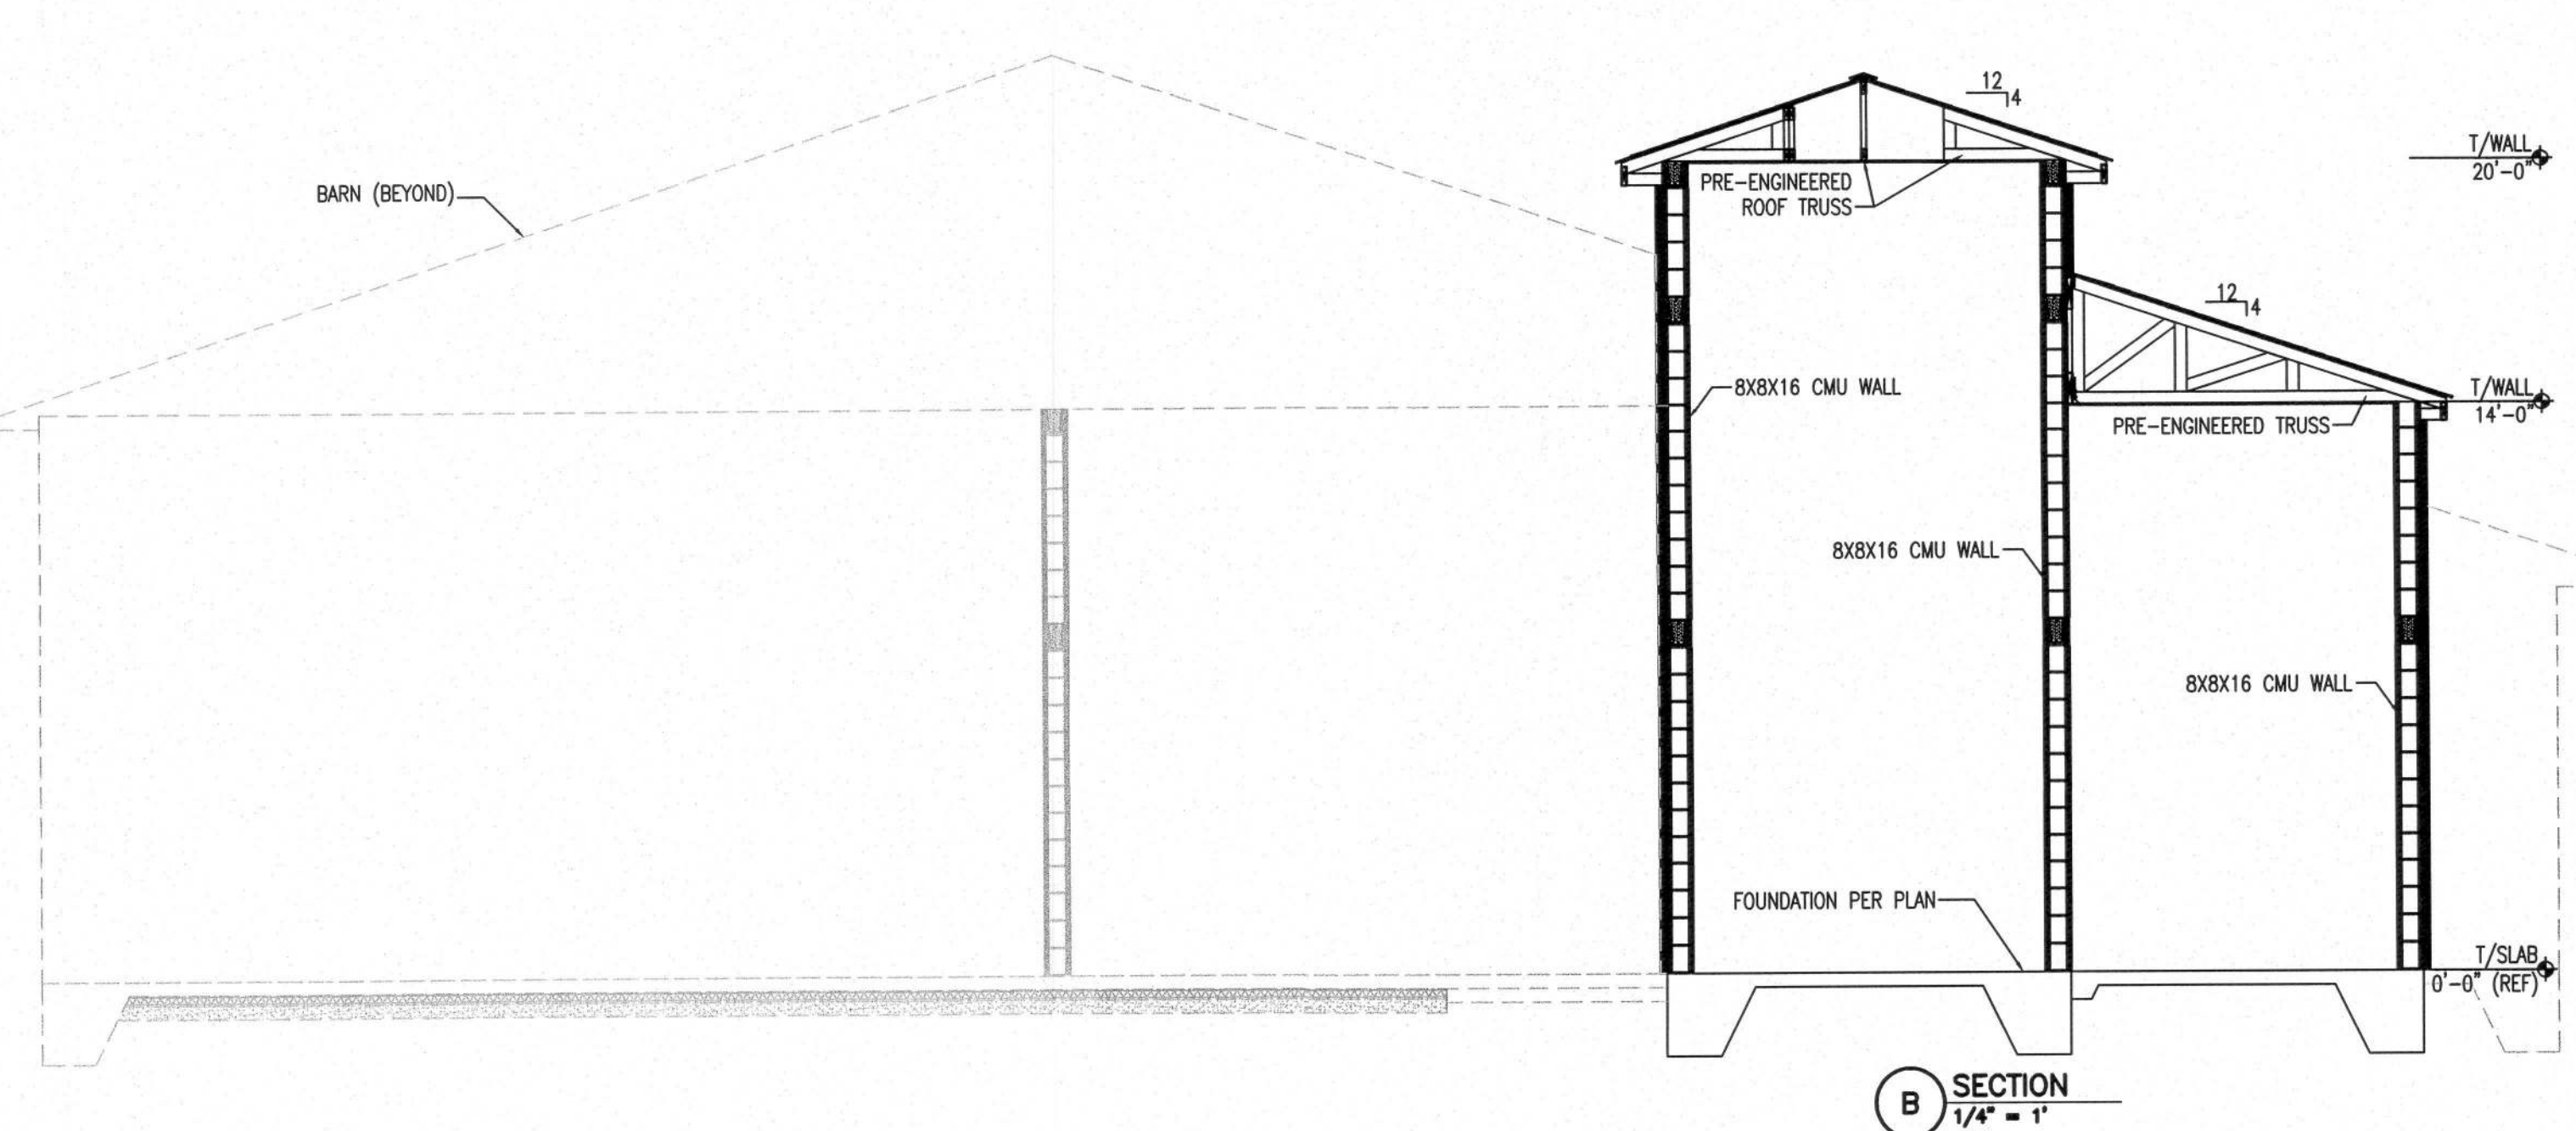 12
4
T/WALL
20'-0"
BARN (BEYOND)
PRE-ENGINEERED
ROOF TRUSS
12
4
8X8X16 CMU WALL
T/WALL
14'-0"
PRE-ENGINEERED TRUSS
8X8X16 CMU WALL
8X8X16 CMU WALL
FOUNDATION PER PLAN
T/SLAB
0'-0" (REF)
B
SECTION
1/4" = 1'